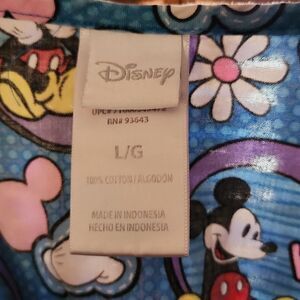 Disney
RN# 93643
L/G
100% COTTON/ALGODON
MADE IN INDONESIA
HECHO EN INDONESIA